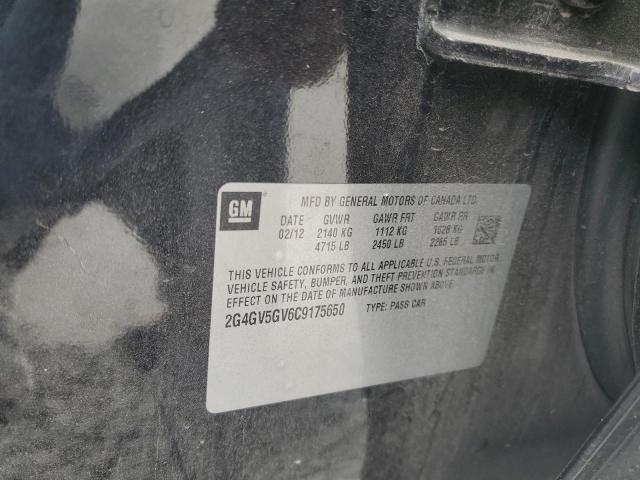 GM
MFD BY GENERAL MOTORS OF CANADA LTD.
DATE GVWR GAWR FRT GAWR RR
02/12 2140 KG 1112 KG 1028 KG
4715 LB 2450 LB 2265 LB
THIS VEHICLE CONFORMS TO ALL APPLICABLE U.S. FEDERAL MOTOR
VEHICLE SAFETY, BUMPER, AND THEFT PREVENTION STANDARDS IN
EFFECT ON THE DATE OF MANUFACTURE SHOWN ABOVE.
2G4GV5GV6C9175650 TYPE: PASS CAR